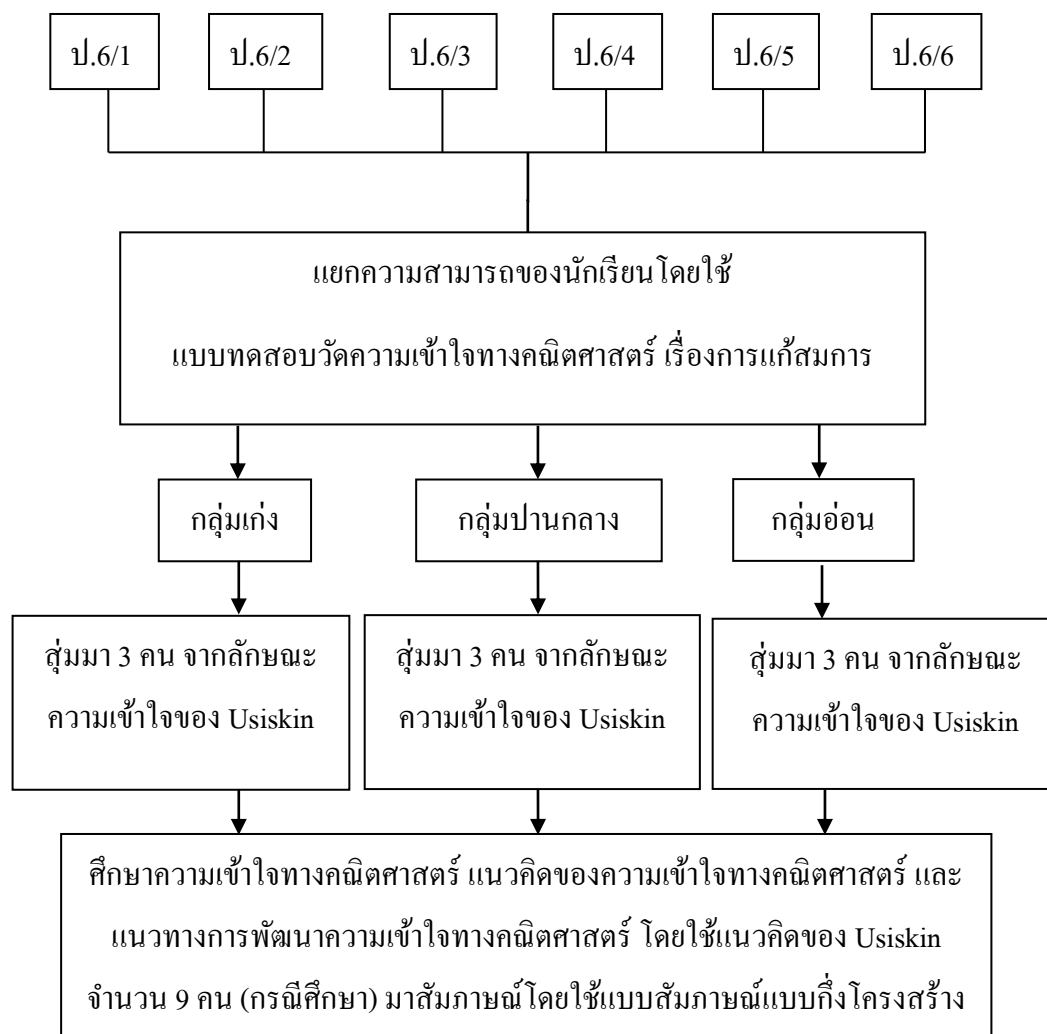 ป.6/1 ป.6/2 ป.6/3 ป.6/4 ป.6/5 ป.6/6
แยกความสามารถของนักเรียนโดยใช้
แบบทดสอบวัดความเข้าใจทางคณิตศาสตร์ เรื่องการแก้สมการ
กลุ่มเก่ง กลุ่มปานกลาง กลุ่มอ่อน
สุ่มมา 3 คน จากลักษณะ
ความเข้าใจของ Usiskin
สุ่มมา 3 คน จากลักษณะ
ความเข้าใจของ Usiskin
สุ่มมา 3 คน จากลักษณะ
ความเข้าใจของ Usiskin
ศึกษาความเข้าใจทางคณิตศาสตร์ แนวคิดของความเข้าใจทางคณิตศาสตร์ และ
แนวทางการพัฒนาความเข้าใจทางคณิตศาสตร์ โดยใช้แนวคิดของ Usiskin
จำนวน 9 คน (กรณีศึกษา) มาสัมภาษณ์โดยใช้แบบสัมภาษณ์แบบกึ่งโครงสร้าง